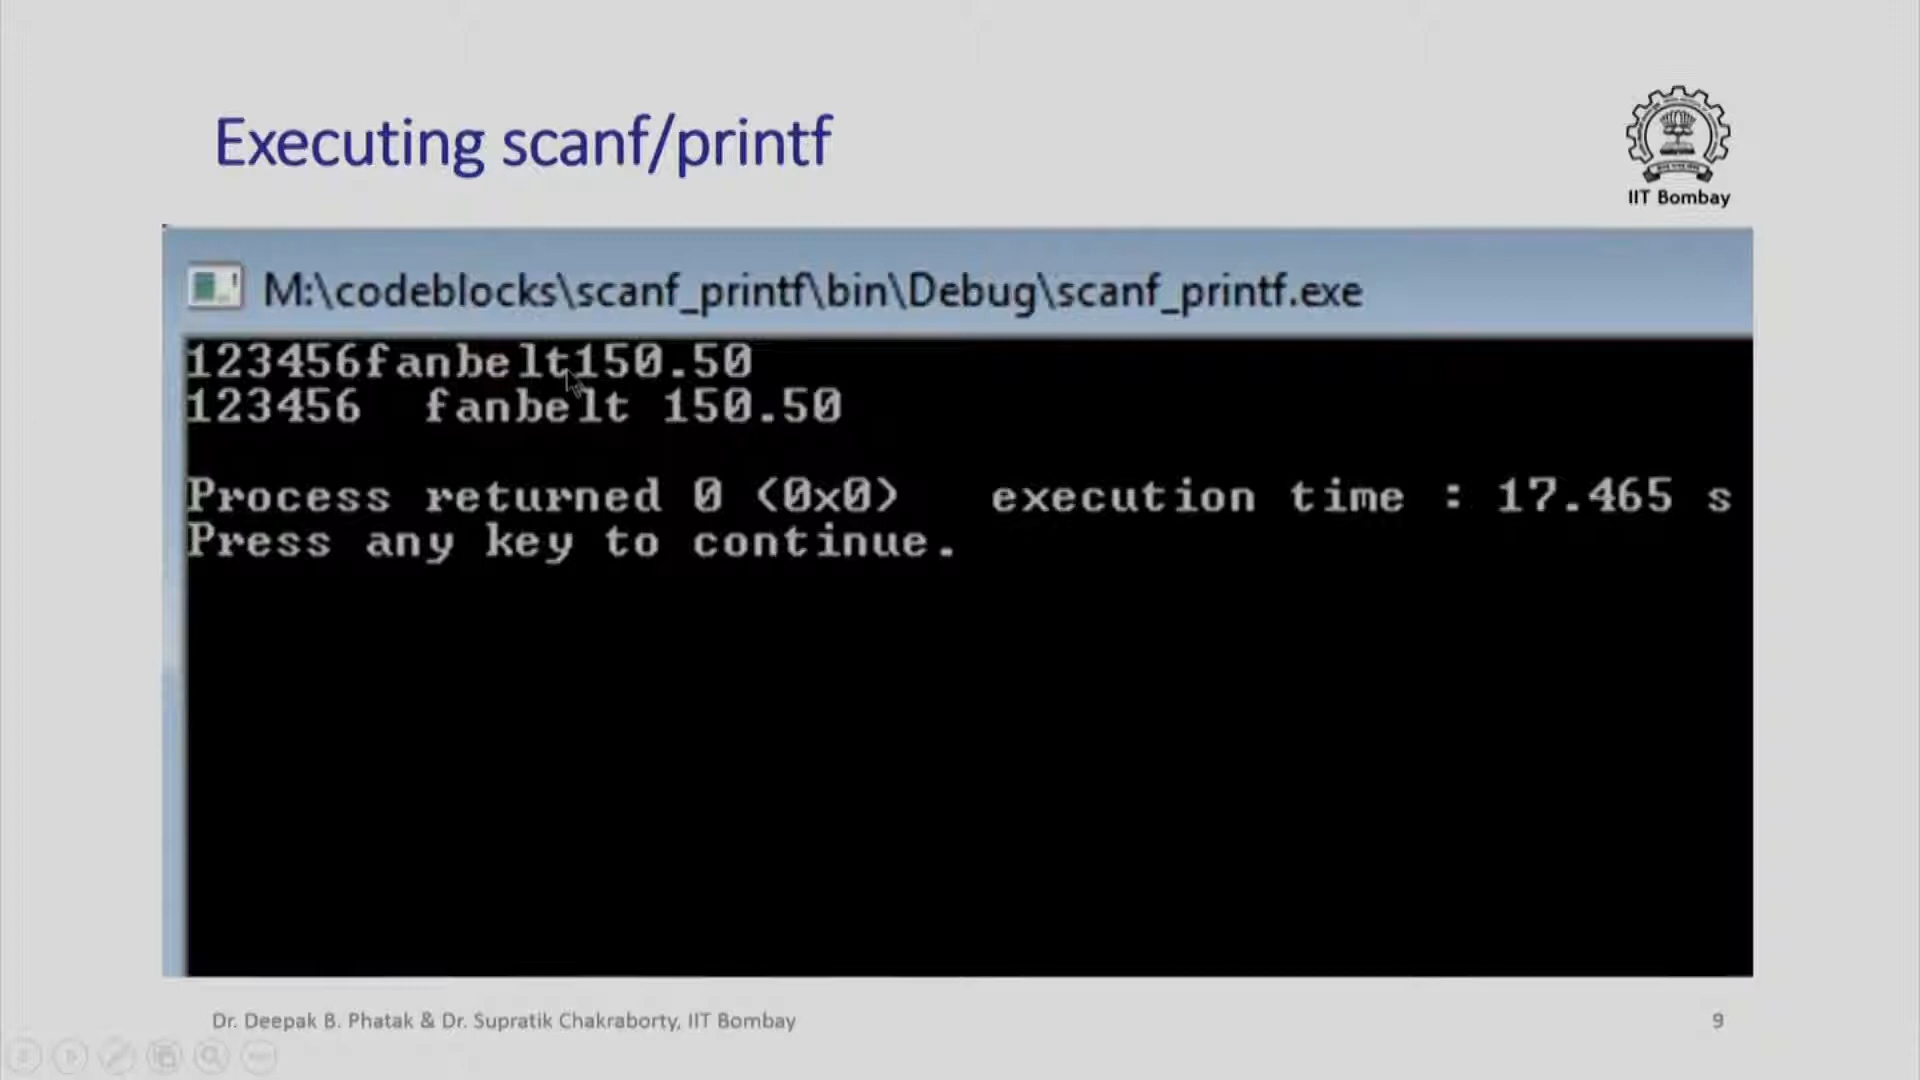 Executing scanf/printf
IIT Bombay
M:\codeblocks\scanf_printf\bin\Debug\scanf_printf.exe
123456fanbelt150.50
123456  fanbelt 150.50
Process returned 0 (0x0)   execution time : 17.465 s
Press any key to continue.
Dr. Deepak B. Phatak & Dr. Supratik Chakraborty, IIT Bombay
9